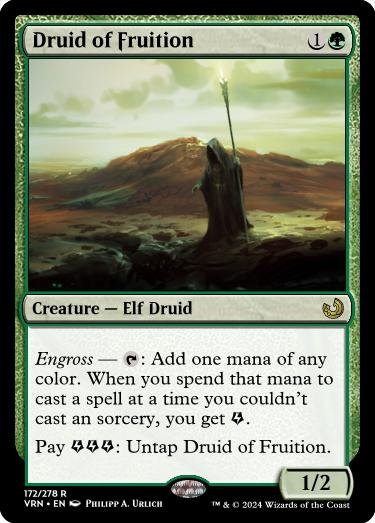 Druid of Fruition 1
Creature — Elf Druid
Engross — : Add one mana of any
color. When you spend that mana to
cast a spell at a time you couldn't
cast an sorcery, you get .
Pay : Untap Druid of Fruition.
1/2
172/278 R
VRN • EN Philipp A. Urlich
™ & © 2024 Wizards of the Coast